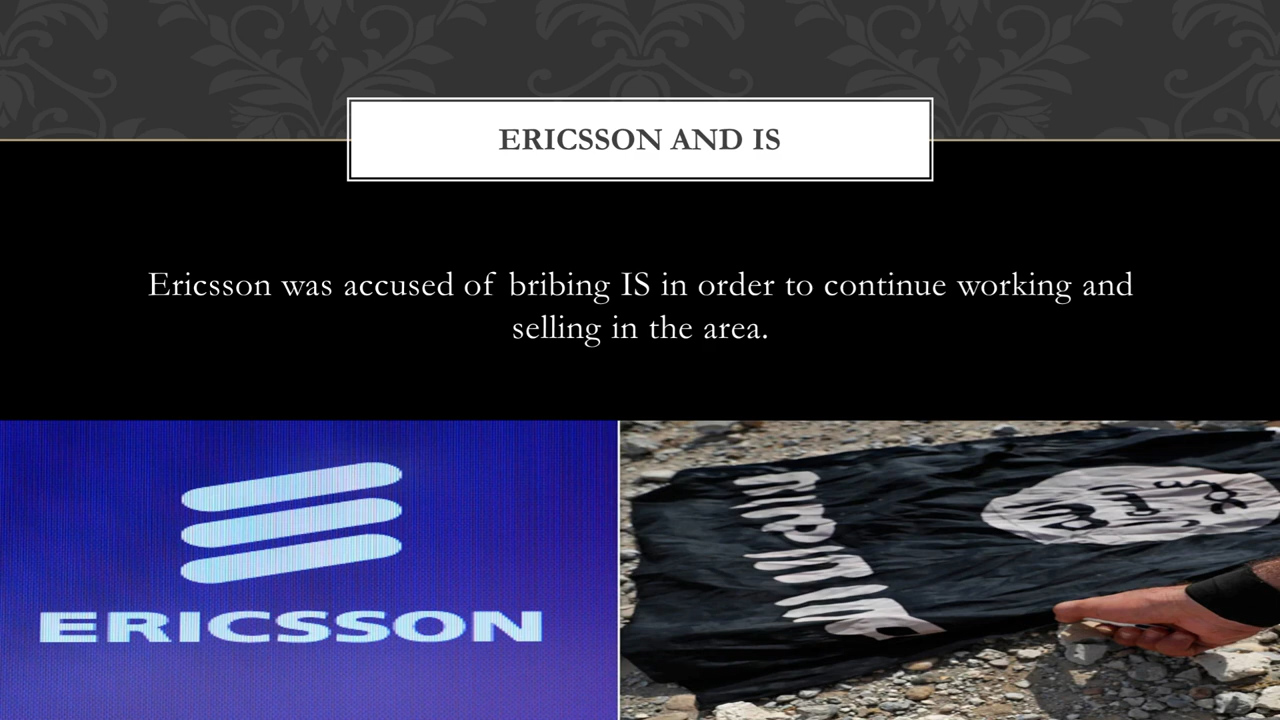 ERICSSON AND IS
Ericsson was accused of bribing IS in order to continue working and
selling in the area.
ERICSSON